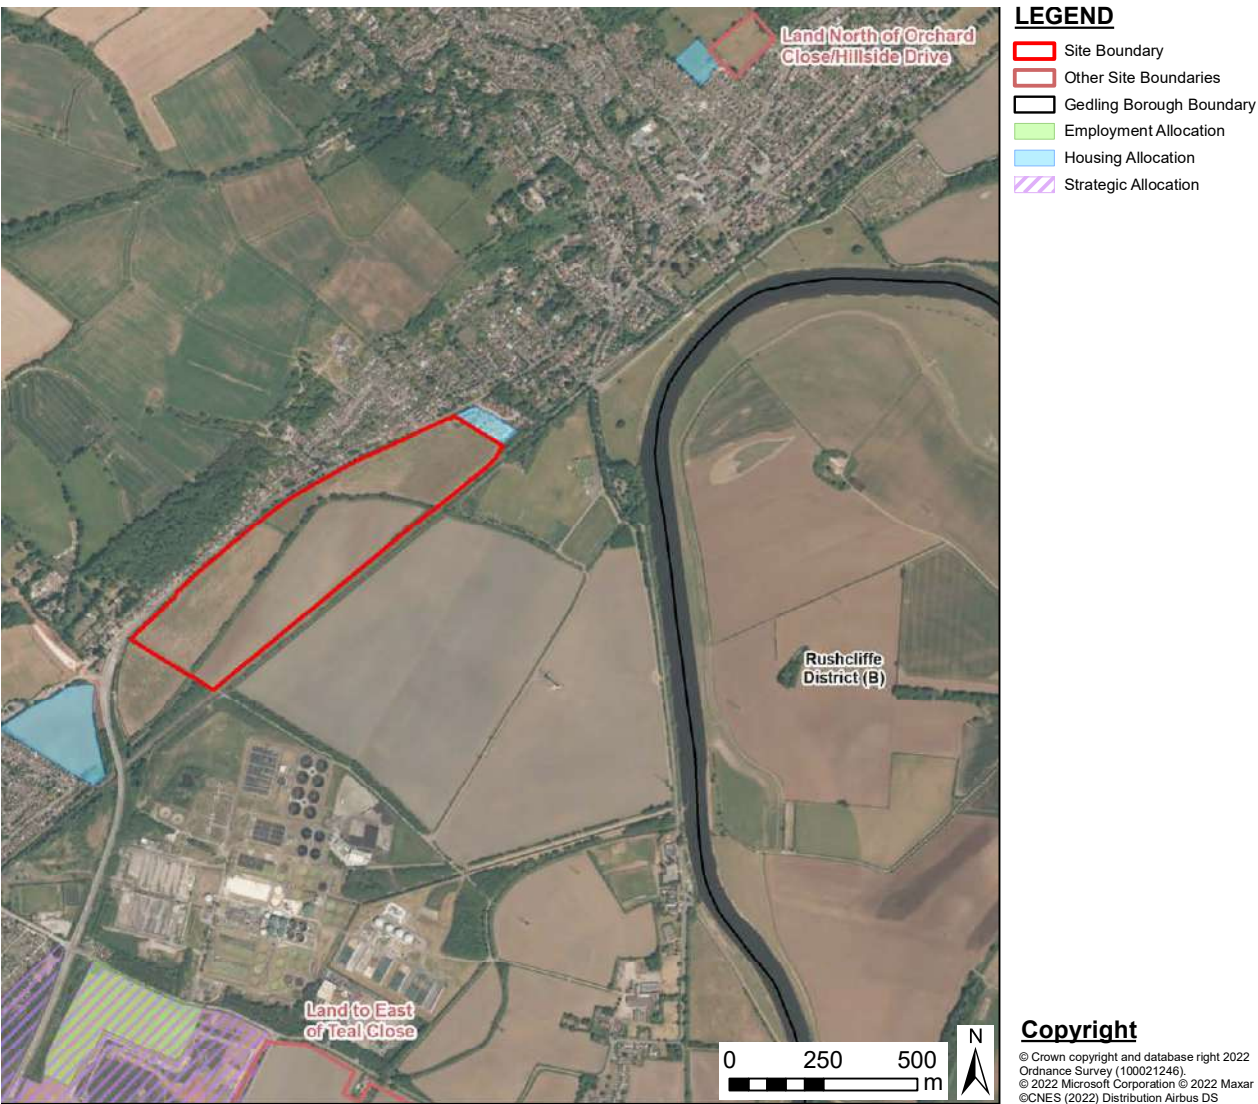 LEGEND
Site Boundary
Other Site Boundaries
Gedling Borough Boundary
Employment Allocation
Housing Allocation
Strategic Allocation
Land North of Orchard
Close/Hillside Drive
Rushcliffe
District (B)
Land to East
of Teal Close
0 250 500
m
N
Copyright
© Crown copyright and database right 2022
Ordnance Survey (100021246).
© 2022 Microsoft Corporation © 2022 Maxar
©CNES (2022) Distribution Airbus DS